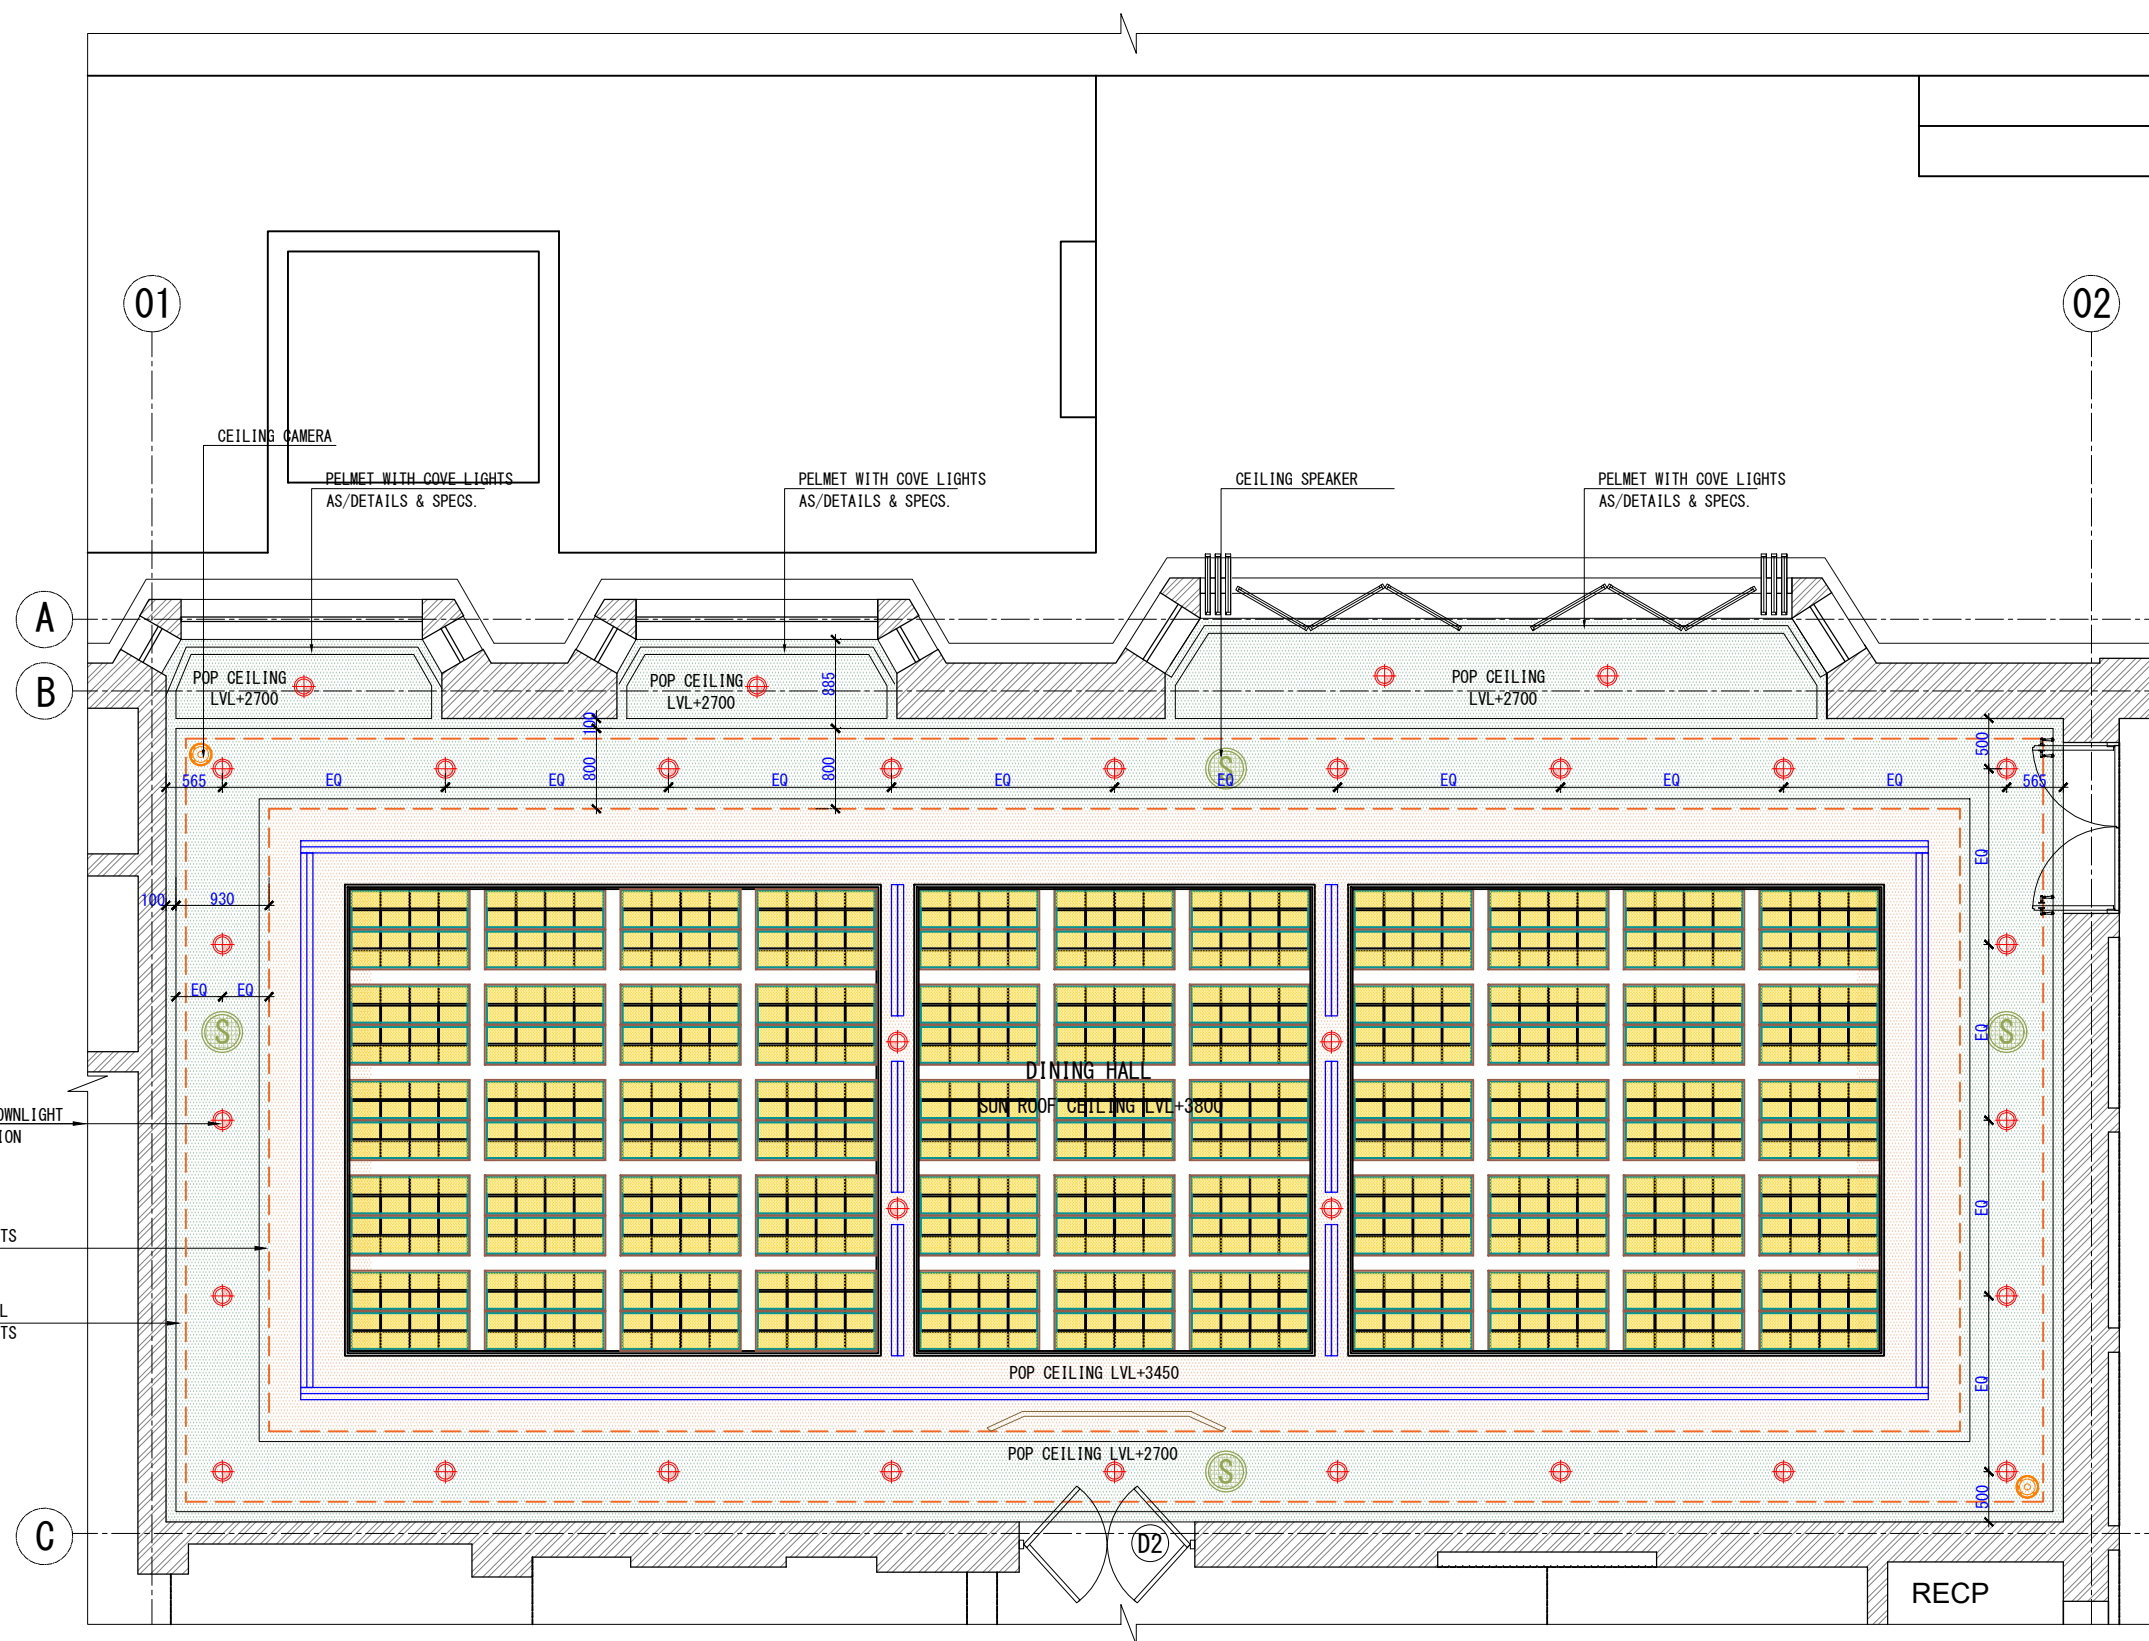 01
02
CEILING CAMERA
PELMET WITH COVE LIGHTS
AS/DETAILS & SPECS.
PELMET WITH COVE LIGHTS
AS/DETAILS & SPECS.
CEILING SPEAKER
PELMET WITH COVE LIGHTS
AS/DETAILS & SPECS.
A
B
POP CEILING
LVL+2700
POP CEILING
LVL+2700
885
POP CEILING
LVL+2700
100
800
800
500
S
565
EQ
EQ
EQ
EQ
EQ
EQ
EQ
EQ
565
EQ
100
930
EQ
EQ
S
S
EQ
DINING HALL
SUN ROOF CEILING LVL+3800
OWNLIGHT
ION
EQ
TS
L
TS
POP CEILING LVL+3450
EQ
POP CEILING LVL+2700
S
500
C
D2
RECP